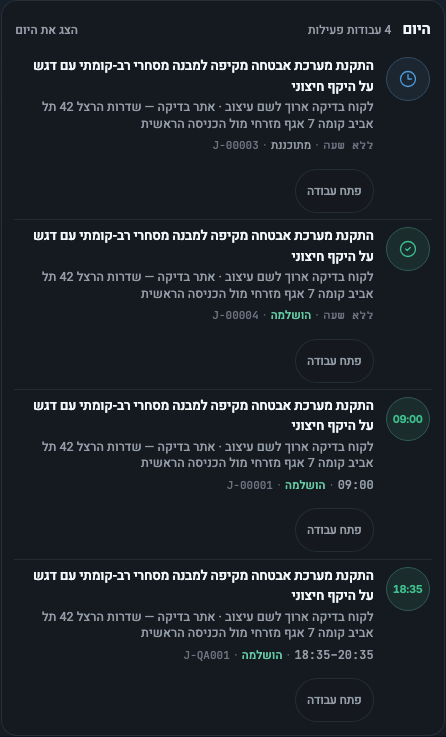 היום
4 עבודות פעילות
הצג את היום
התקנת מערכת אבטחה מקיפה למבנה מסחרי רב-קומתי עם דגש
על היקף חיצוני
לקוח בדיקה ארוך לשם עיצוב · אתר בדיקה — שדרות הרצל 42 תל
אביב קומה 7 אגף מזרחי מול הכניסה הראשית
ללא שעה · מתוכננת · J-00003
פתח עבודה
התקנת מערכת אבטחה מקיפה למבנה מסחרי רב-קומתי עם דגש
על היקף חיצוני
לקוח בדיקה ארוך לשם עיצוב · אתר בדיקה — שדרות הרצל 42 תל
אביב קומה 7 אגף מזרחי מול הכניסה הראשית
ללא שעה · הושלמה · J-00004
פתח עבודה
09:00
התקנת מערכת אבטחה מקיפה למבנה מסחרי רב-קומתי עם דגש
על היקף חיצוני
לקוח בדיקה ארוך לשם עיצוב · אתר בדיקה — שדרות הרצל 42 תל
אביב קומה 7 אגף מזרחי מול הכניסה הראשית
09:00 · הושלמה · J-00001
פתח עבודה
18:35
התקנת מערכת אבטחה מקיפה למבנה מסחרי רב-קומתי עם דגש
על היקף חיצוני
לקוח בדיקה ארוך לשם עיצוב · אתר בדיקה — שדרות הרצל 42 תל
אביב קומה 7 אגף מזרחי מול הכניסה הראשית
18:35–20:35 · הושלמה · J-QA001
פתח עבודה